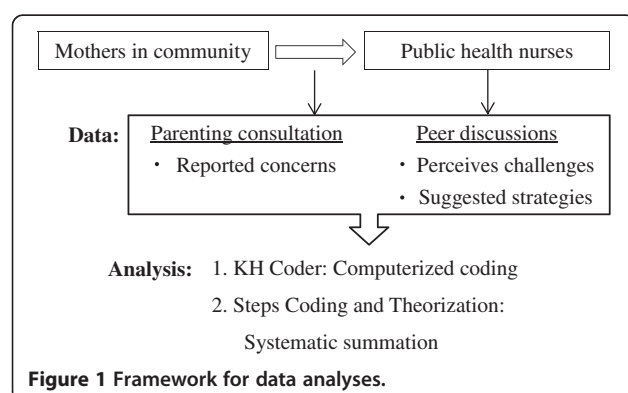 Mothers in community
Public health nurses
Data: Parenting consultation Peer discussions
・ Reported concerns ・ Perceives challenges
・ Suggested strategies
Analysis: 1. KH Coder: Computerized coding
2. Steps Coding and Theorization:
Systematic summation
Figure 1 Framework for data analyses.